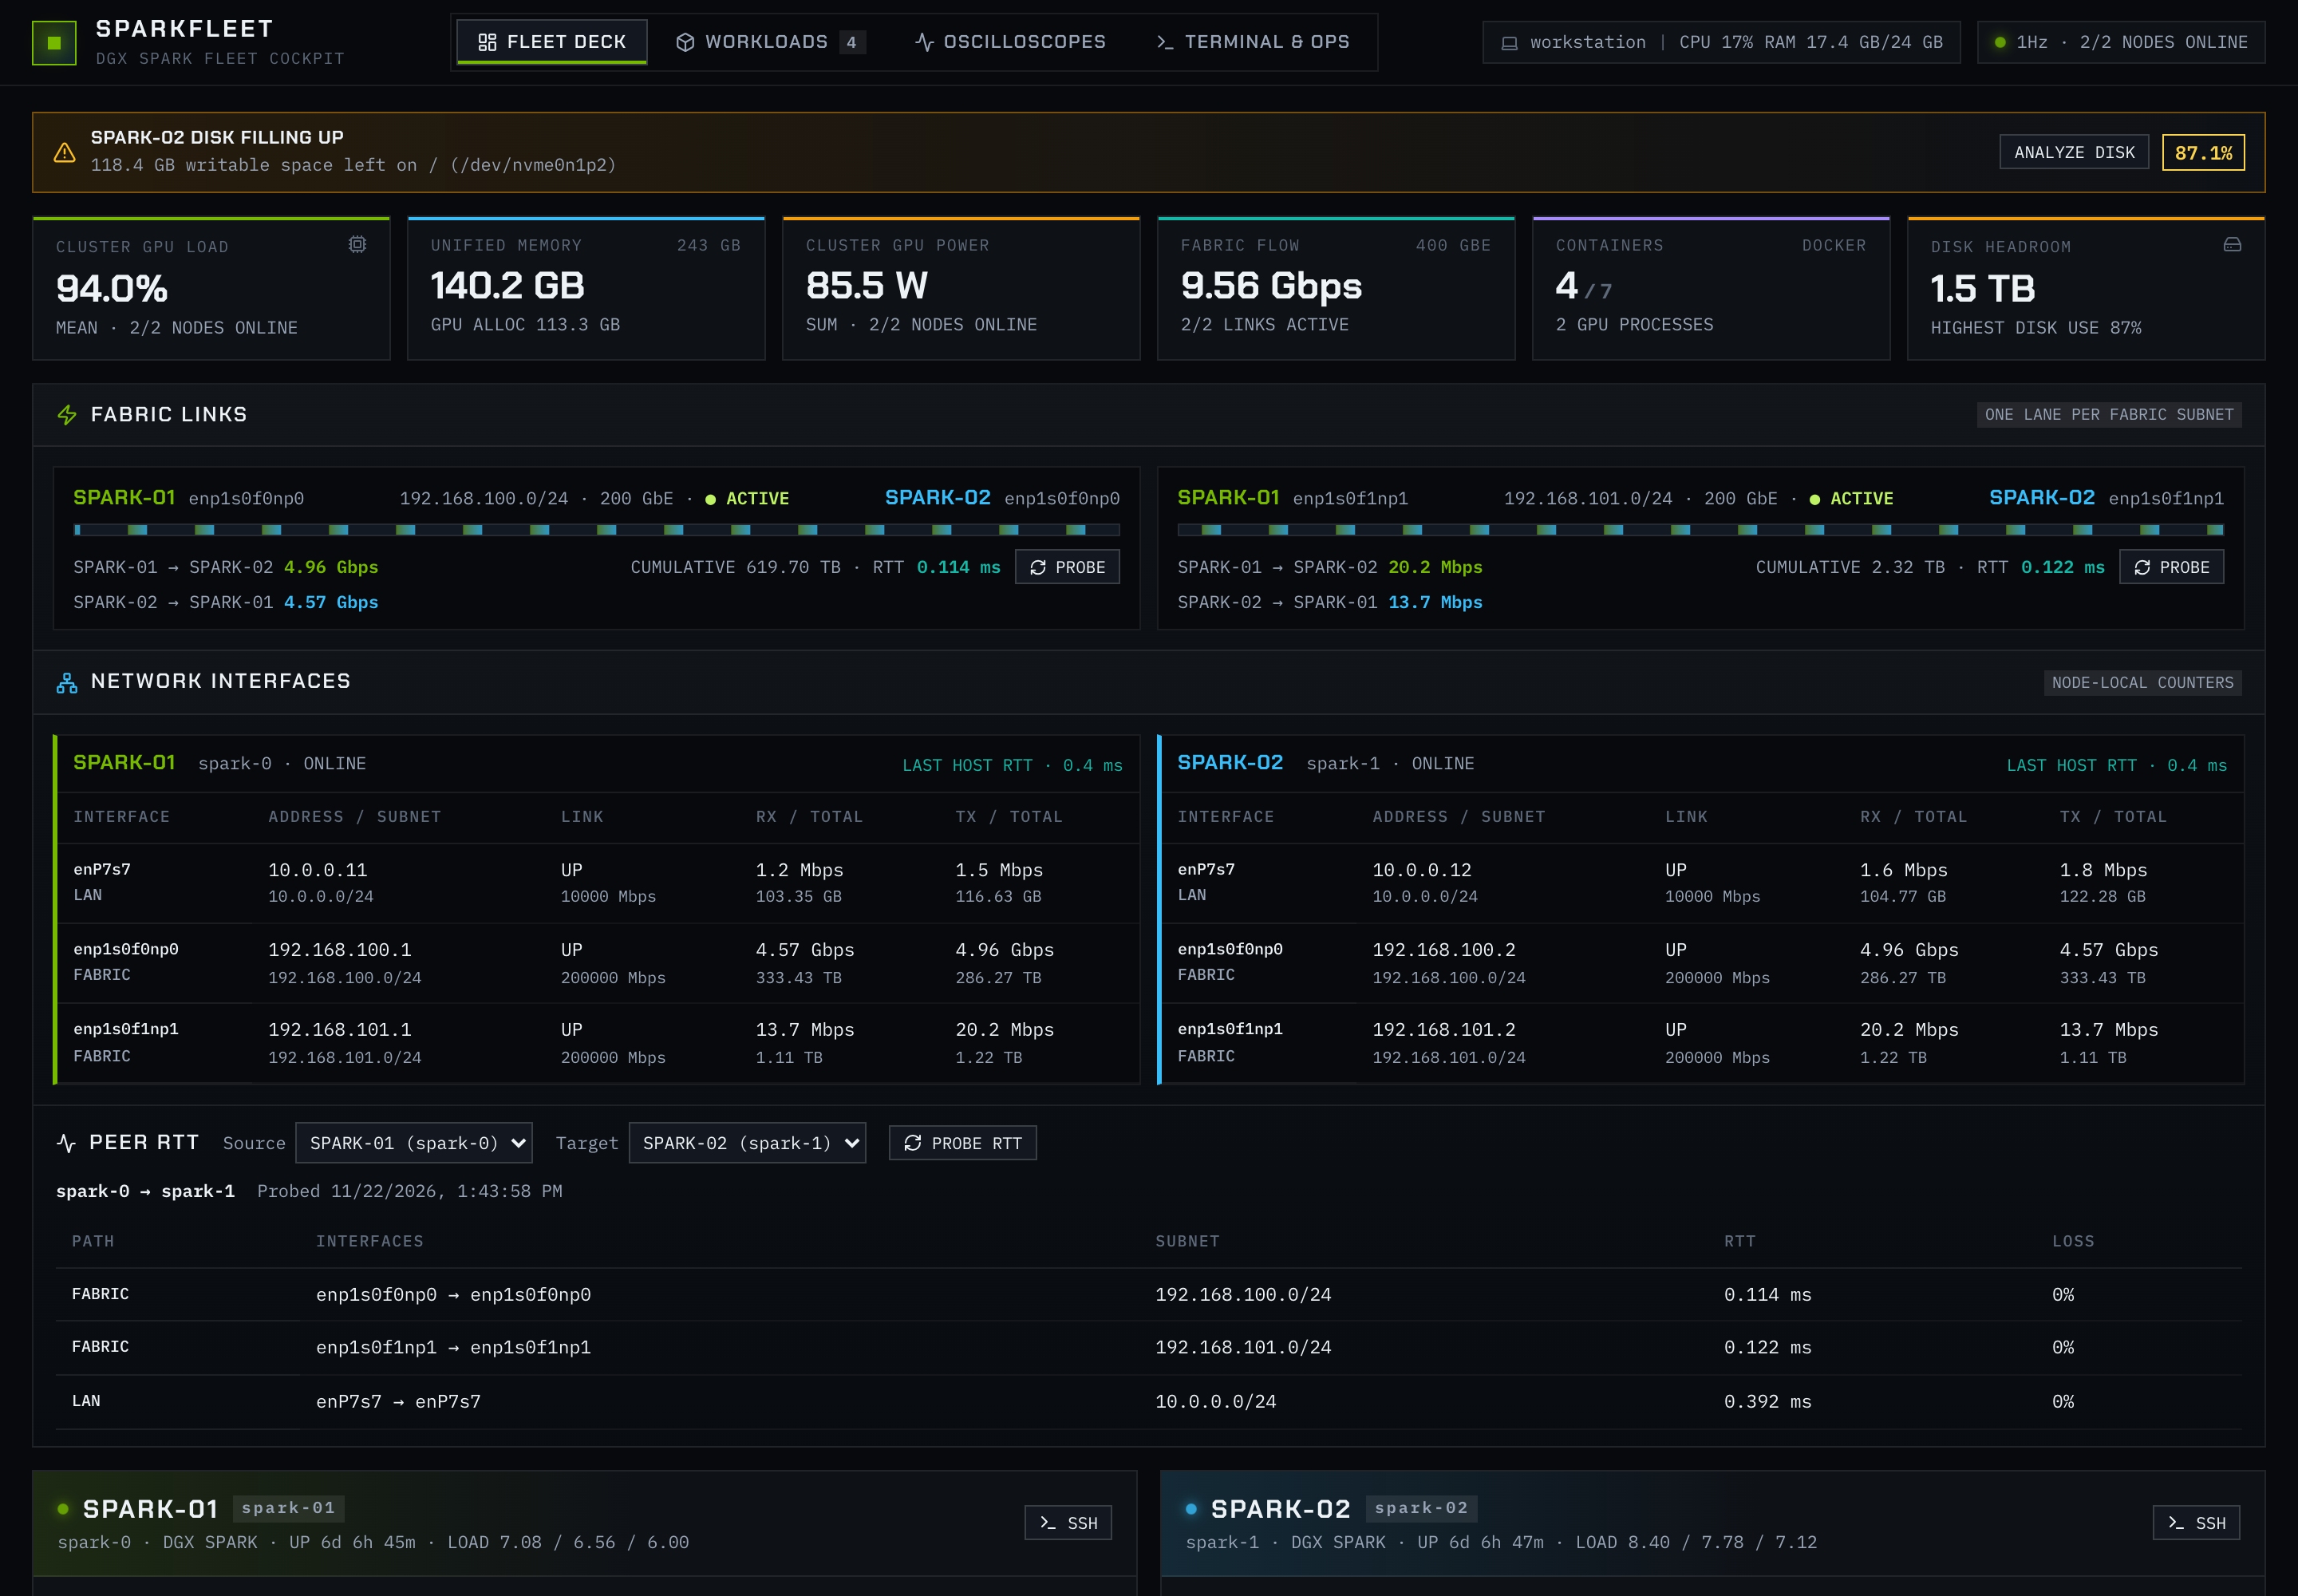 SPARKFLEET
DGX SPARK FLEET COCKPIT
FLEET DECK
WORKLOADS 4
OSCILLOSCOPES
TERMINAL & OPS
workstation | CPU 17% RAM 17.4 GB/24 GB
1Hz · 2/2 NODES ONLINE
SPARK-02 DISK FILLING UP
118.4 GB writable space left on / (/dev/nvme0n1p2)
ANALYZE DISK
87.1%
CLUSTER GPU LOAD
94.0%
MEAN · 2/2 NODES ONLINE
UNIFIED MEMORY 243 GB
140.2 GB
GPU ALLOC 113.3 GB
CLUSTER GPU POWER
85.5 W
SUM · 2/2 NODES ONLINE
FABRIC FLOW 400 GBE
9.56 Gbps
2/2 LINKS ACTIVE
CONTAINERS DOCKER
4 / 7
2 GPU PROCESSES
DISK HEADROOM
1.5 TB
HIGHEST DISK USE 87%
FABRIC LINKS
ONE LANE PER FABRIC SUBNET
SPARK-01 enp1s0f0np0 192.168.100.0/24 · 200 GbE · ● ACTIVE SPARK-02 enp1s0f0np0
SPARK-01 → SPARK-02 4.96 Gbps CUMULATIVE 619.70 TB · RTT 0.114 ms PROBE
SPARK-02 → SPARK-01 4.57 Gbps
SPARK-01 enp1s0f1np1 192.168.101.0/24 · 200 GbE · ● ACTIVE SPARK-02 enp1s0f1np1
SPARK-01 → SPARK-02 20.2 Mbps CUMULATIVE 2.32 TB · RTT 0.122 ms PROBE
SPARK-02 → SPARK-01 13.7 Mbps
NETWORK INTERFACES
NODE-LOCAL COUNTERS
SPARK-01 spark-0 · ONLINE LAST HOST RTT · 0.4 ms
INTERFACE ADDRESS / SUBNET LINK RX / TOTAL TX / TOTAL
enP7s7 10.0.0.11 UP 1.2 Mbps 1.5 Mbps
LAN 10.0.0.0/24 10000 Mbps 103.35 GB 116.63 GB
enp1s0f0np0 192.168.100.1 UP 4.57 Gbps 4.96 Gbps
FABRIC 192.168.100.0/24 200000 Mbps 333.43 TB 286.27 TB
enp1s0f1np1 192.168.101.1 UP 13.7 Mbps 20.2 Mbps
FABRIC 192.168.101.0/24 200000 Mbps 1.11 TB 1.22 TB
SPARK-02 spark-1 · ONLINE LAST HOST RTT · 0.4 ms
INTERFACE ADDRESS / SUBNET LINK RX / TOTAL TX / TOTAL
enP7s7 10.0.0.12 UP 1.6 Mbps 1.8 Mbps
LAN 10.0.0.0/24 10000 Mbps 104.77 GB 122.28 GB
enp1s0f0np0 192.168.100.2 UP 4.96 Gbps 4.57 Gbps
FABRIC 192.168.100.0/24 200000 Mbps 286.27 TB 333.43 TB
enp1s0f1np1 192.168.101.2 UP 20.2 Mbps 13.7 Mbps
FABRIC 192.168.101.0/24 200000 Mbps 1.22 TB 1.11 TB
PEER RTT Source SPARK-01 (spark-0) Target SPARK-02 (spark-1) PROBE RTT
spark-0 → spark-1 Probed 11/22/2026, 1:43:58 PM
PATH INTERFACES SUBNET RTT LOSS
FABRIC enp1s0f0np0 → enp1s0f0np0 192.168.100.0/24 0.114 ms 0%
FABRIC enp1s0f1np1 → enp1s0f1np1 192.168.101.0/24 0.122 ms 0%
LAN enP7s7 → enP7s7 10.0.0.0/24 0.392 ms 0%
SPARK-01 spark-01
spark-0 · DGX SPARK · UP 6d 6h 45m · LOAD 7.08 / 6.56 / 6.00
SSH
SPARK-02 spark-02
spark-1 · DGX SPARK · UP 6d 6h 47m · LOAD 8.40 / 7.78 / 7.12
SSH